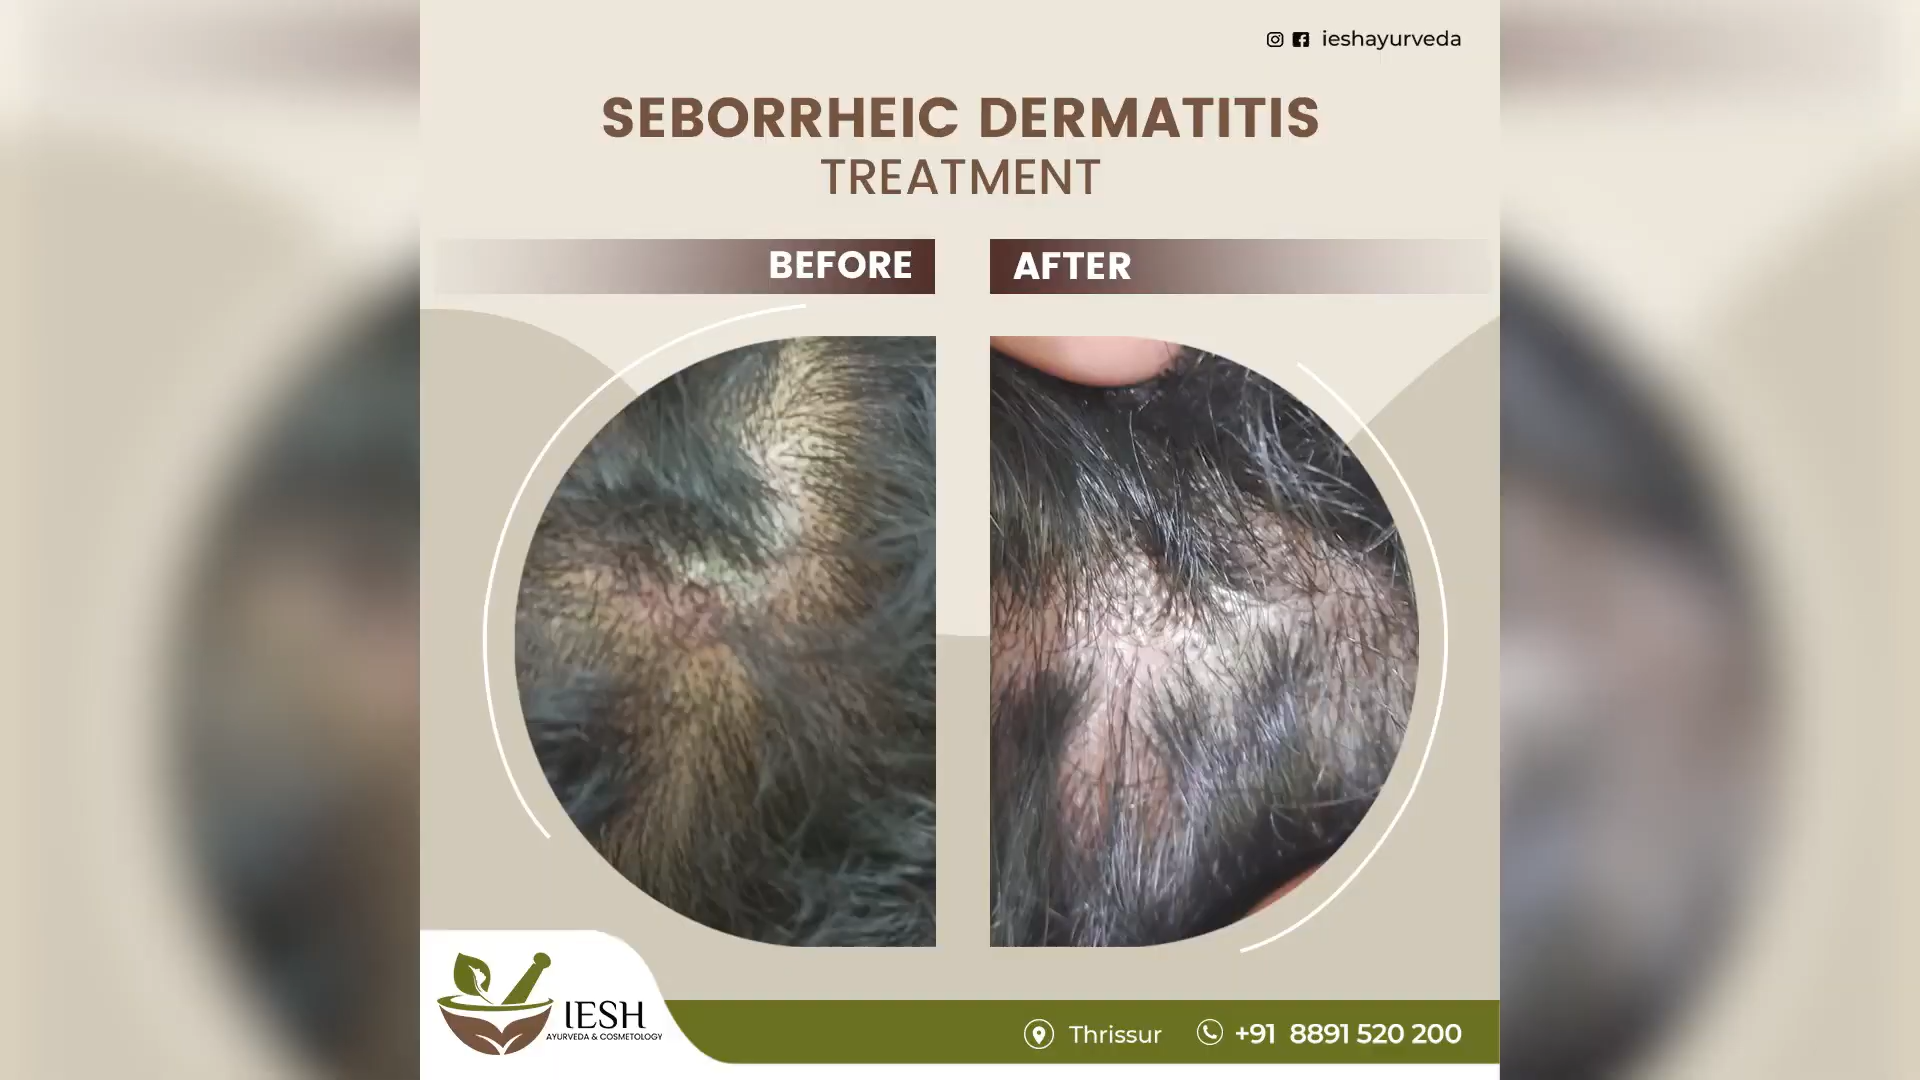 ieshayurveda
SEBORRHEIC DERMATITIS
TREATMENT
BEFORE
AFTER
IESH
AYURVEDA & COSMETOLOGY
Thrissur
+91 8891 520 200